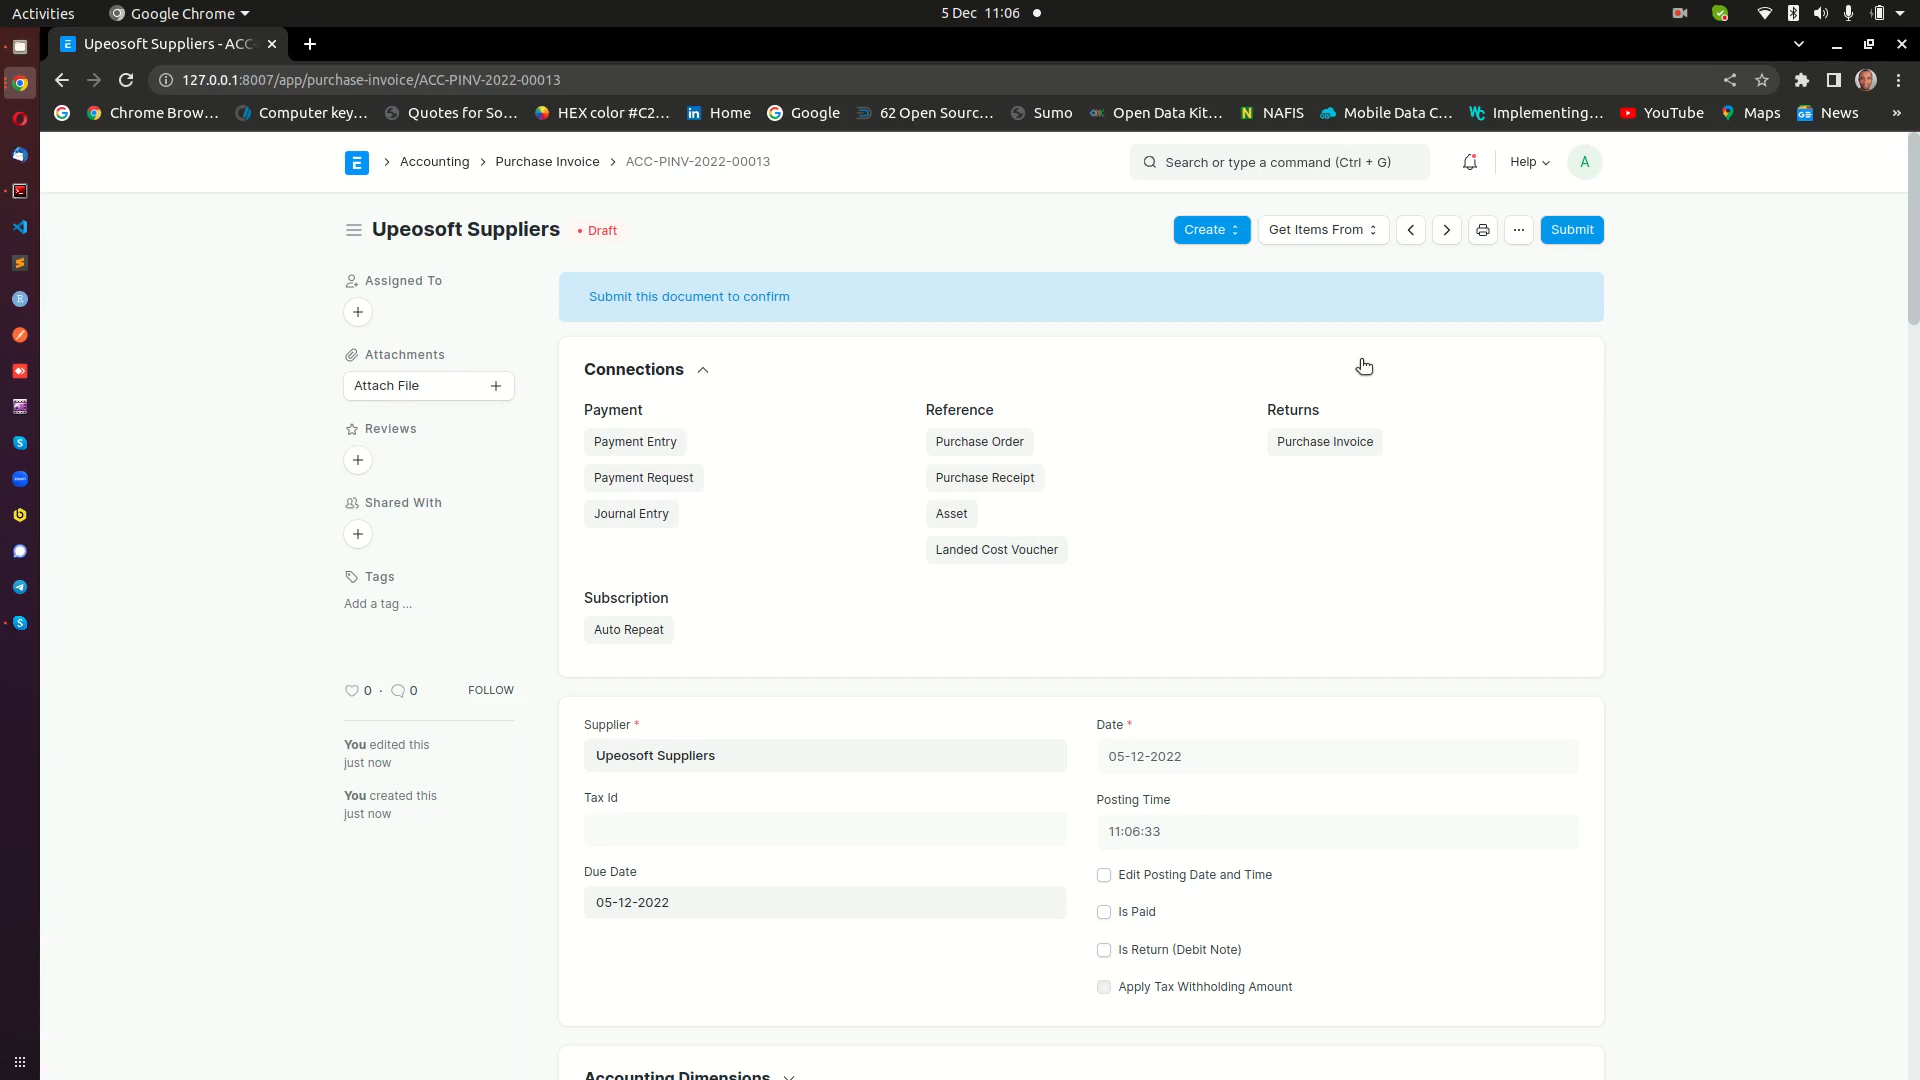 Activities
Google Chrome
5 Dec 11:06
Upeosoft Suppliers - ACC-
127.0.0.1:8007/app/purchase-invoice/ACC-PINV-2022-00013
Chrome Brow...
Computer key...
Quotes for So...
HEX color #C2...
Home
Google
62 Open Sourc...
Sumo
Open Data Kit...
NAFIS
Mobile Data C...
Implementing...
YouTube
Maps
News
»
E
Accounting
Purchase Invoice
ACC-PINV-2022-00013
Search or type a command (Ctrl + G)
Help
A
Upeosoft Suppliers
Draft
Create
Get Items From
Submit
Assigned To
Attachments
Attach File
Reviews
Shared With
Tags
Add a tag ...
0 · 0
FOLLOW
You edited this
just now
You created this
just now
Submit this document to confirm
Connections
Payment
Payment Entry
Payment Request
Journal Entry
Reference
Purchase Order
Purchase Receipt
Asset
Landed Cost Voucher
Returns
Purchase Invoice
Subscription
Auto Repeat
Supplier *
Upeosoft Suppliers
Tax Id
Due Date
05-12-2022
Date *
05-12-2022
Posting Time
11:06:33
Edit Posting Date and Time
Is Paid
Is Return (Debit Note)
Apply Tax Withholding Amount
Accounting Dimensions